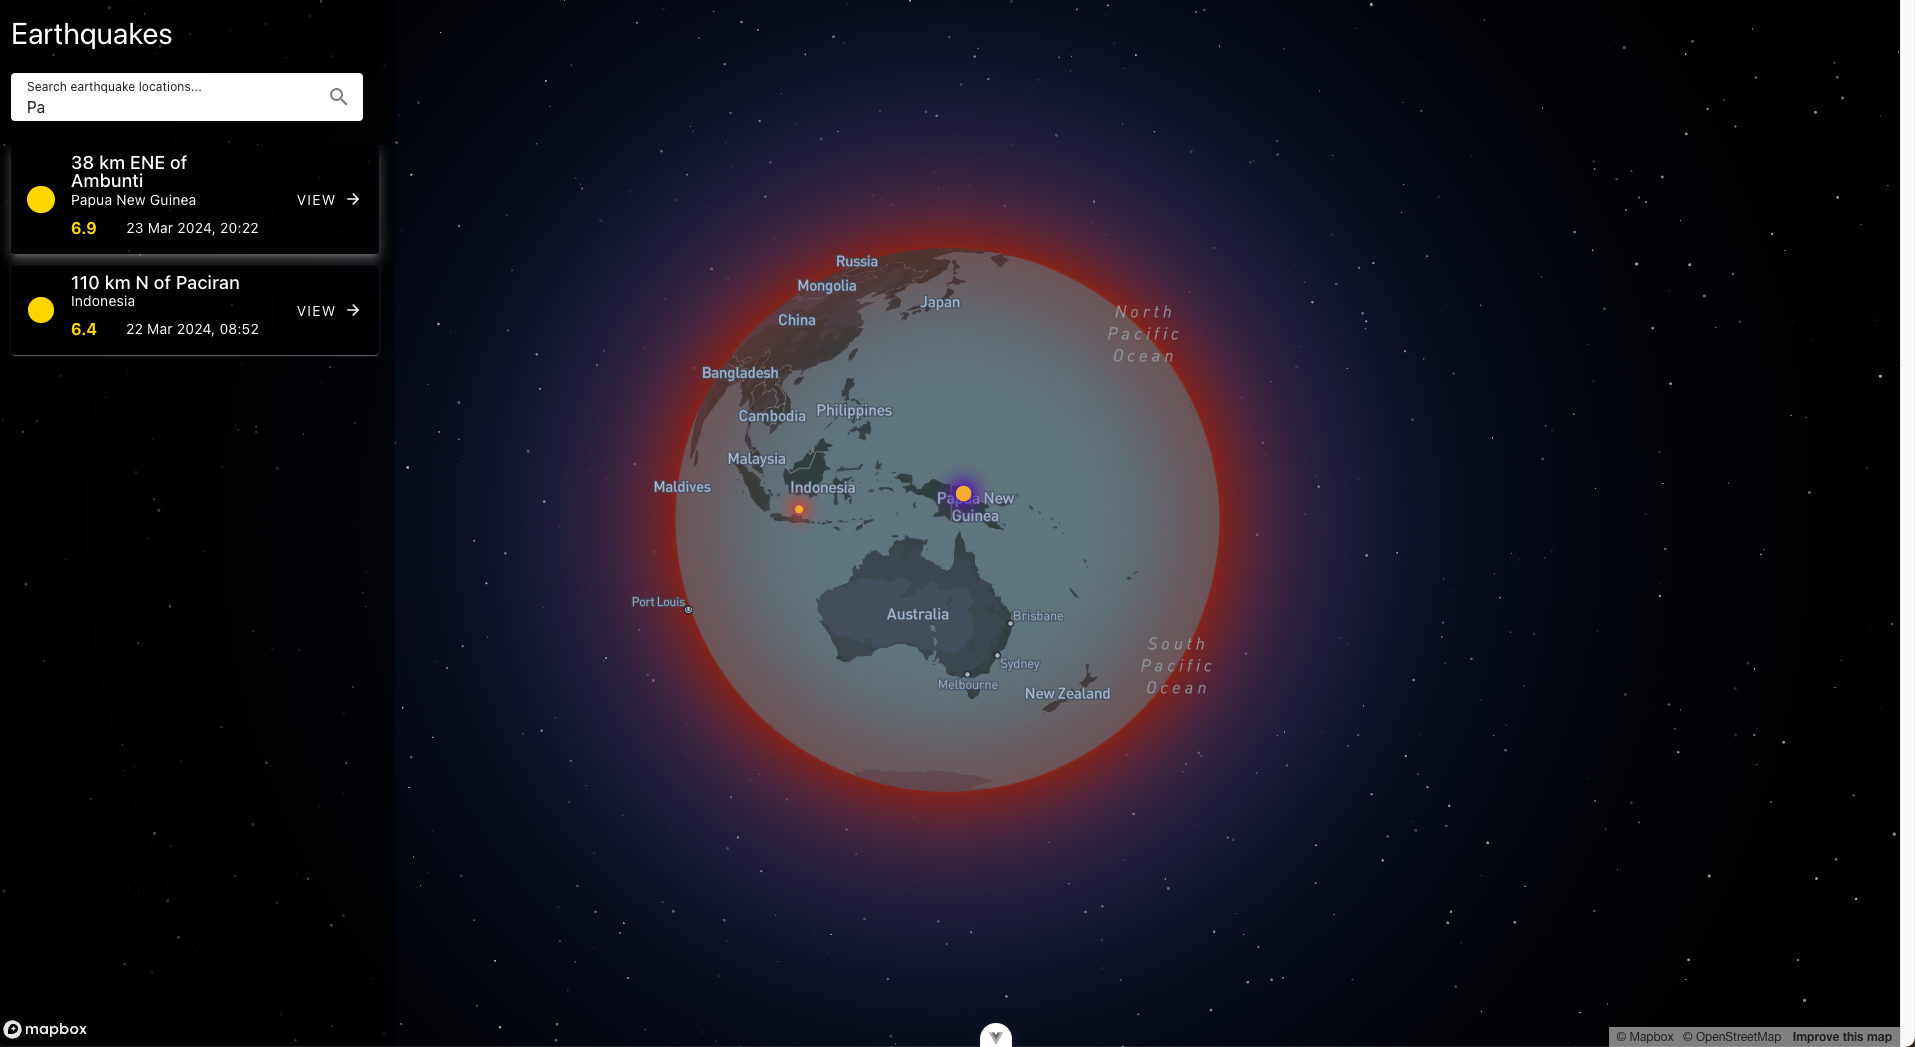 Earthquakes
Search earthquake locations...
Pa
38 km ENE of
Ambunti
Papua New Guinea
VIEW
6.9 23 Mar 2024, 20:22
110 km N of Paciran
Indonesia
VIEW
6.4 22 Mar 2024, 08:52
Russia
Mongolia
Japan
China
North
Pacific
Ocean
Bangladesh
Cambodia
Philippines
Malaysia
Maldives
Indonesia
Papua New
Guinea
Port Louis
Australia
Brisbane
Sydney
Melbourne
New Zealand
South
Pacific
Ocean
mapbox
© Mapbox © OpenStreetMap Improve this map